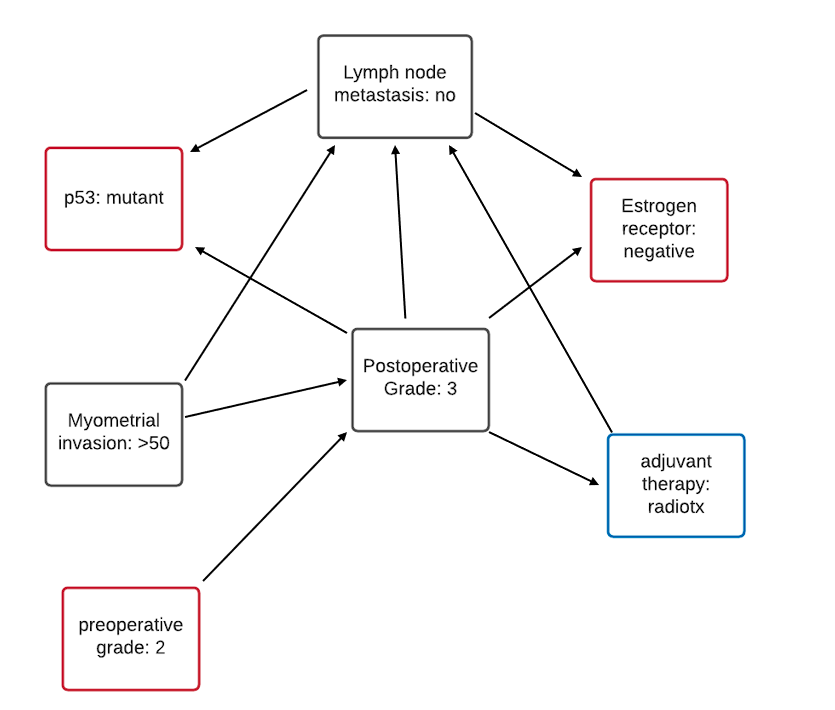 Lymph node
metastasis: no
p53: mutant
Estrogen
receptor:
negative
Postoperative
Grade: 3
Myometrial
invasion: >50
adjuvant
therapy:
radiotx
preoperative
grade: 2